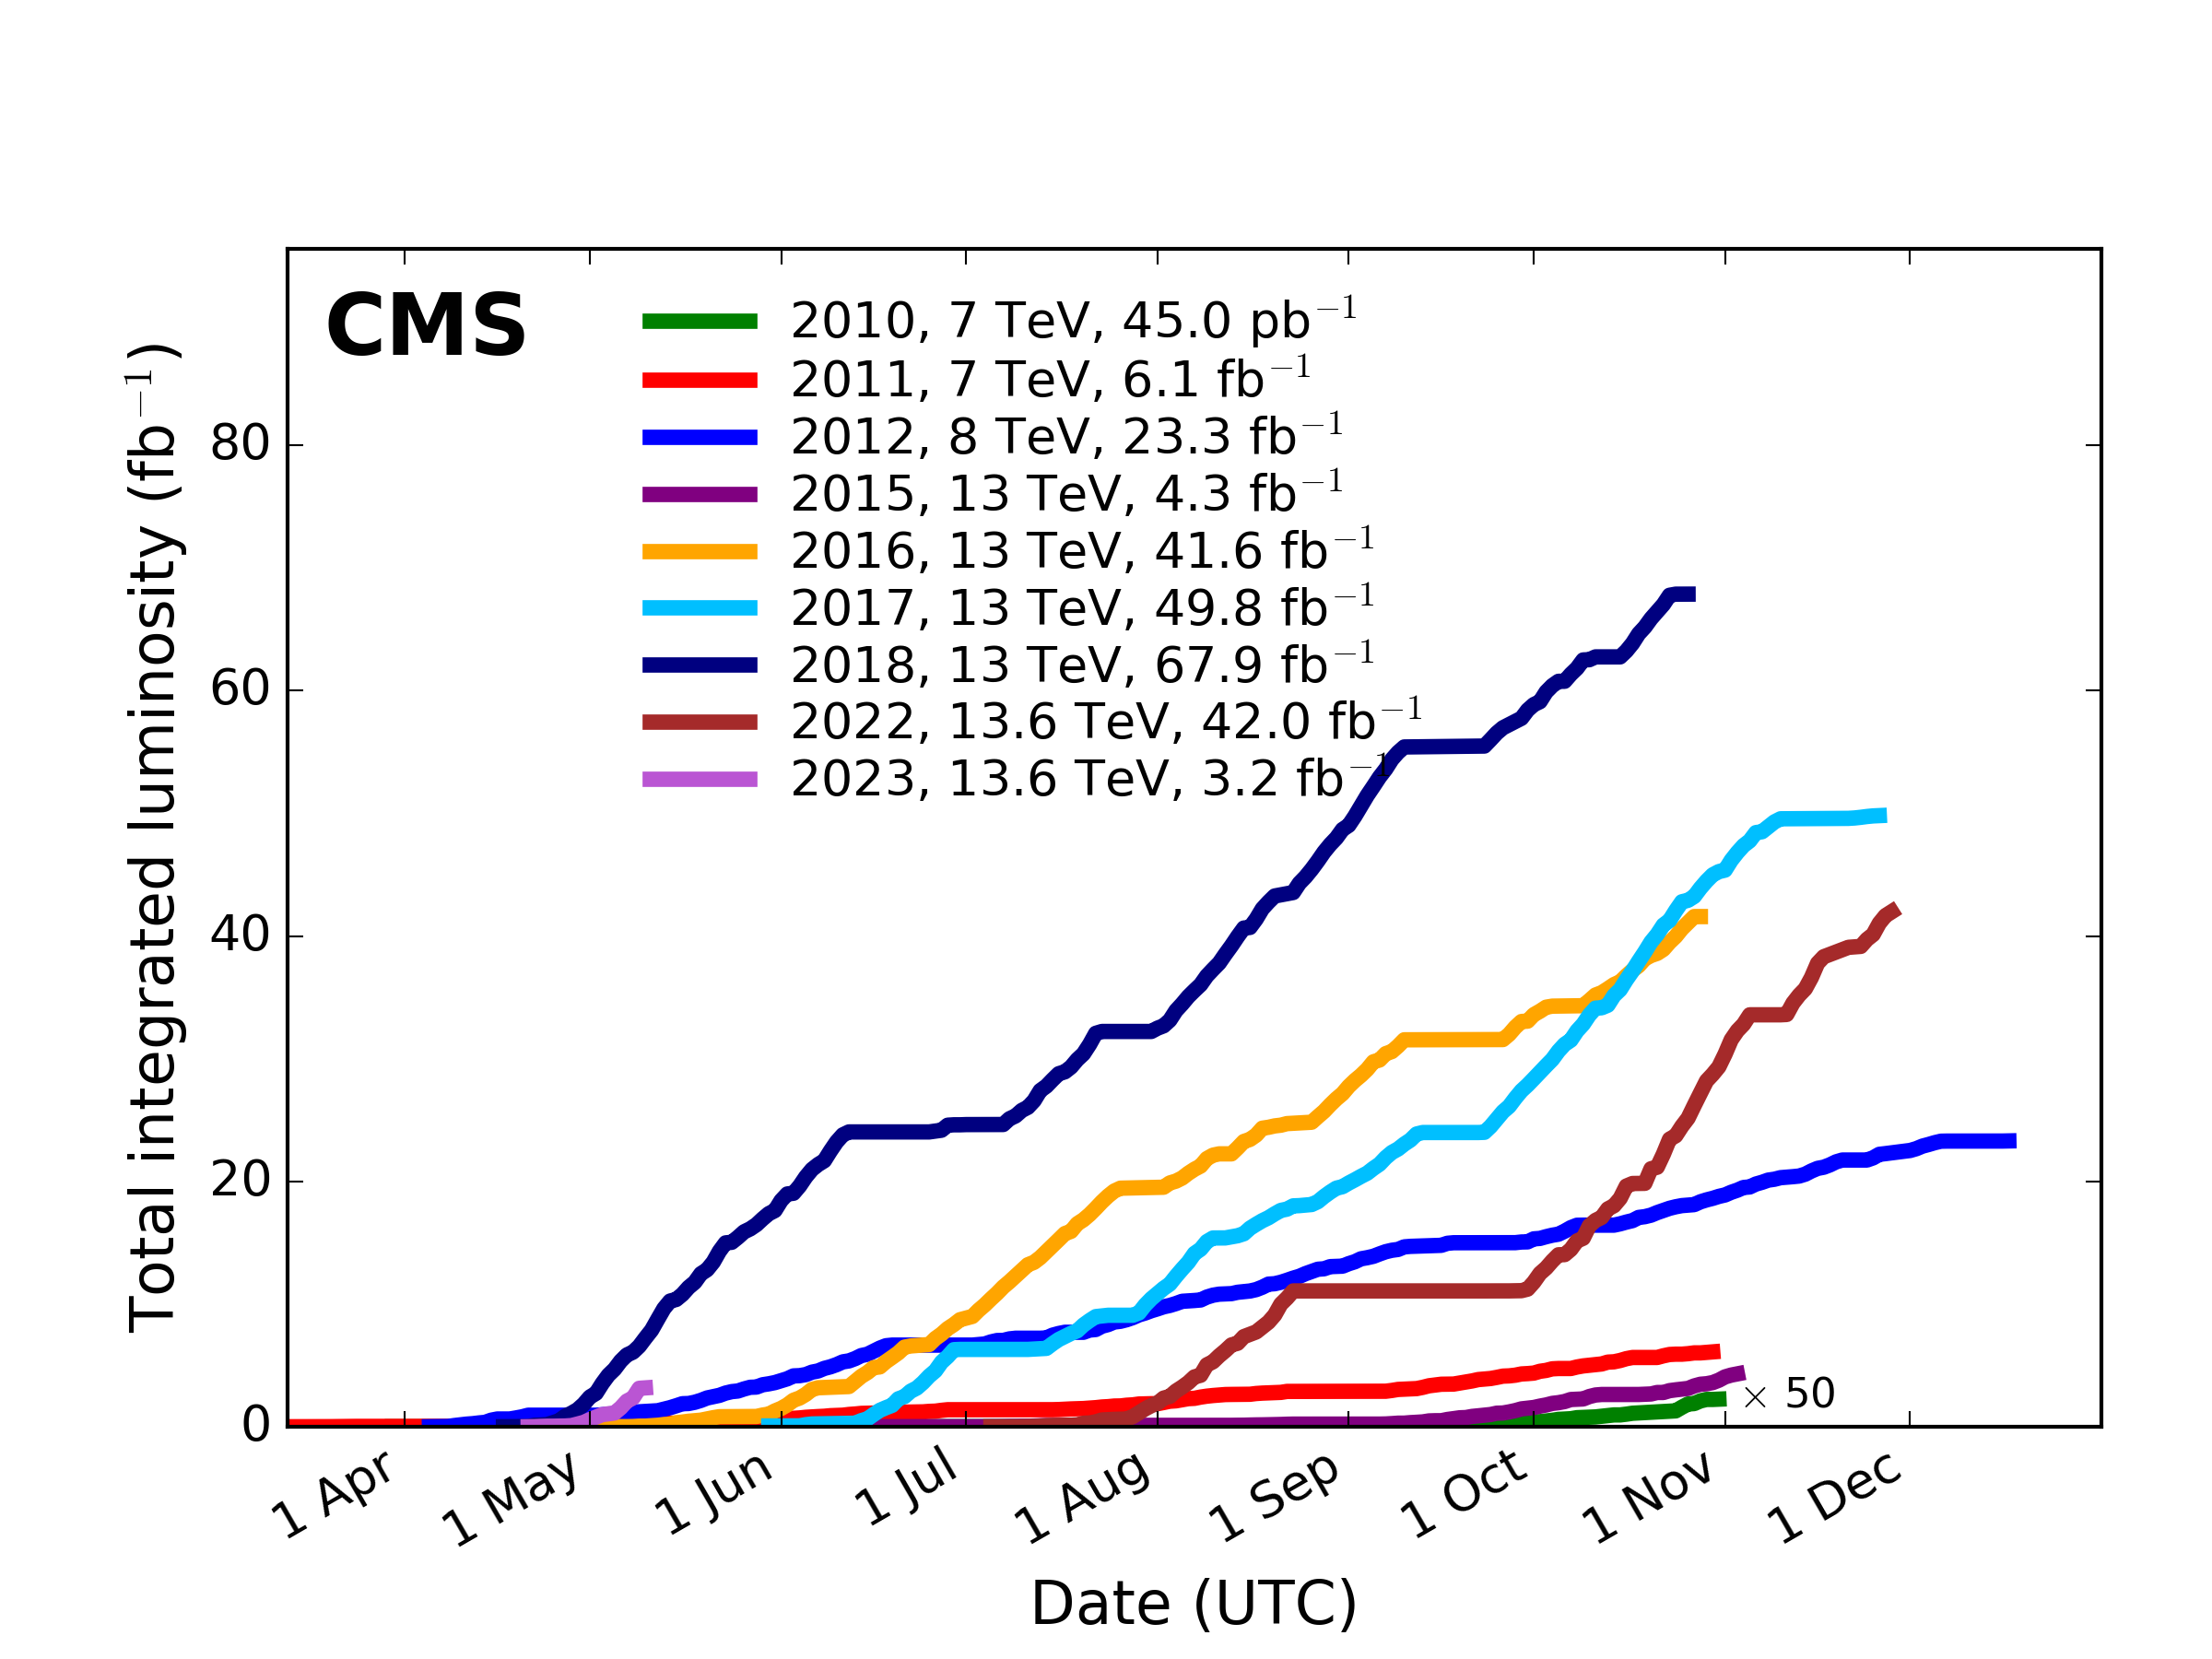 CMS
2010, 7 TeV, 45.0 pb⁻¹
2011, 7 TeV, 6.1 fb⁻¹
2012, 8 TeV, 23.3 fb⁻¹
2015, 13 TeV, 4.3 fb⁻¹
2016, 13 TeV, 41.6 fb⁻¹
2017, 13 TeV, 49.8 fb⁻¹
2018, 13 TeV, 67.9 fb⁻¹
2022, 13.6 TeV, 42.0 fb⁻¹
2023, 13.6 TeV, 3.2 fb⁻¹
Total integrated luminosity (fb⁻¹)
80
60
40
20
0
× 50
1 Apr
1 May
1 Jun
1 Jul
1 Aug
1 Sep
1 Oct
1 Nov
1 Dec
Date (UTC)